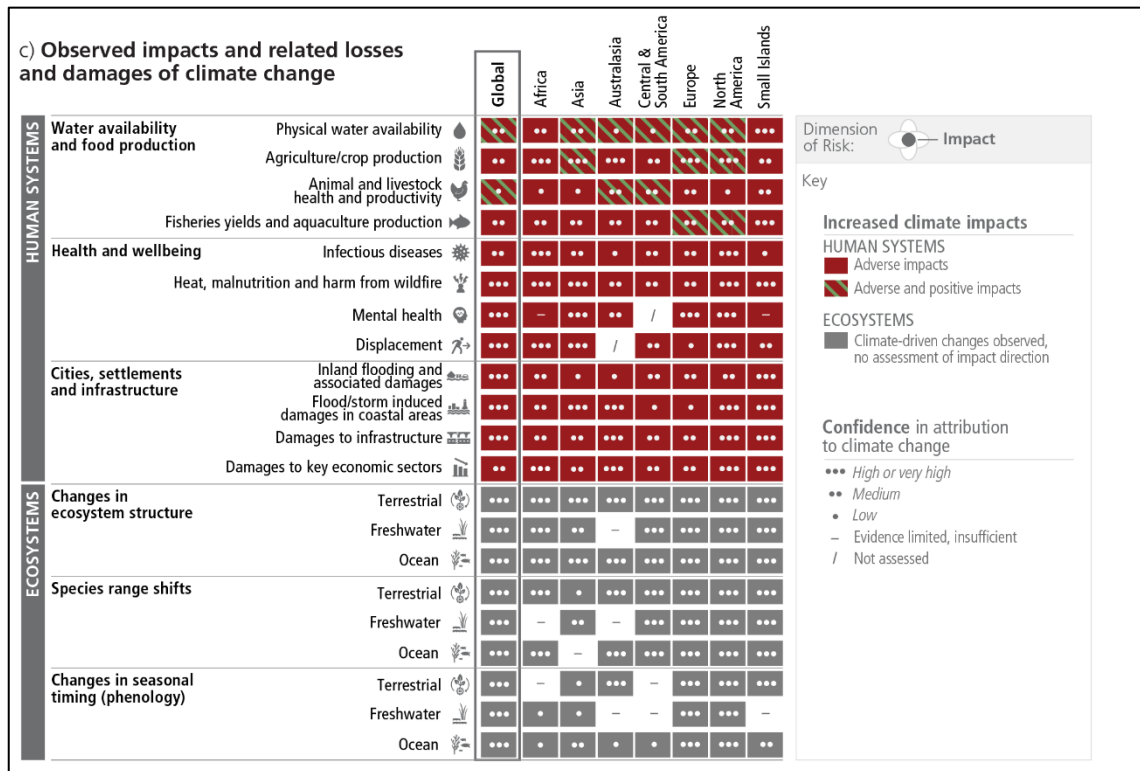 c) Observed impacts and related losses
and damages of climate change
Global
Africa
Asia
Australasia
Central &
South America
Europe
North
America
Small Islands
HUMAN SYSTEMS
Water availability
and food production
Physical water availability
•• •• •• • • •• •• •••
Agriculture/crop production
•• ••• ••• ••• •• ••• ••• ••
Animal and livestock
health and productivity
• • • •• •• •• • ••
Fisheries yields and aquaculture production
•• •• •• •• •• •• •• •••
Health and wellbeing
Infectious diseases
•• ••• •• • •• •• ••• •
Heat, malnutrition and harm from wildfire
••• ••• ••• •• •• •• ••• •••
Mental health
••• – ••• •• / ••• ••• –
Displacement
••• ••• ••• / •• • ••• ••
Cities, settlements
and infrastructure
Inland flooding and
associated damages
••• •• • • •• •• •• •••
Flood/storm induced
damages in coastal areas
••• •• ••• ••• • • ••• •••
Damages to infrastructure
••• •• •• ••• •• •• ••• •••
Damages to key economic sectors
•• ••• •• ••• •• •• ••• •••
ECOSYSTEMS
Changes in
ecosystem structure
Terrestrial
••• ••• ••• ••• ••• ••• ••• •••
Freshwater
••• ••• •• – ••• ••• ••• •••
Ocean
••• ••• ••• ••• ••• ••• ••• •••
Species range shifts
Terrestrial
••• ••• • ••• ••• ••• ••• •••
Freshwater
••• – •• – ••• ••• ••• •••
Ocean
••• ••• – ••• ••• ••• ••• •••
Changes in seasonal
timing (phenology)
Terrestrial
••• – • ••• – ••• ••• •••
Freshwater
••• • • – – ••• ••• –
Ocean
••• • •• • • ••• ••• ••
Dimension
of Risk:
Impact
Key
Increased climate impacts
HUMAN SYSTEMS
Adverse impacts
Adverse and positive impacts
ECOSYSTEMS
Climate-driven changes observed,
no assessment of impact direction
Confidence in attribution
to climate change
••• High or very high
•• Medium
• Low
– Evidence limited, insufficient
/ Not assessed